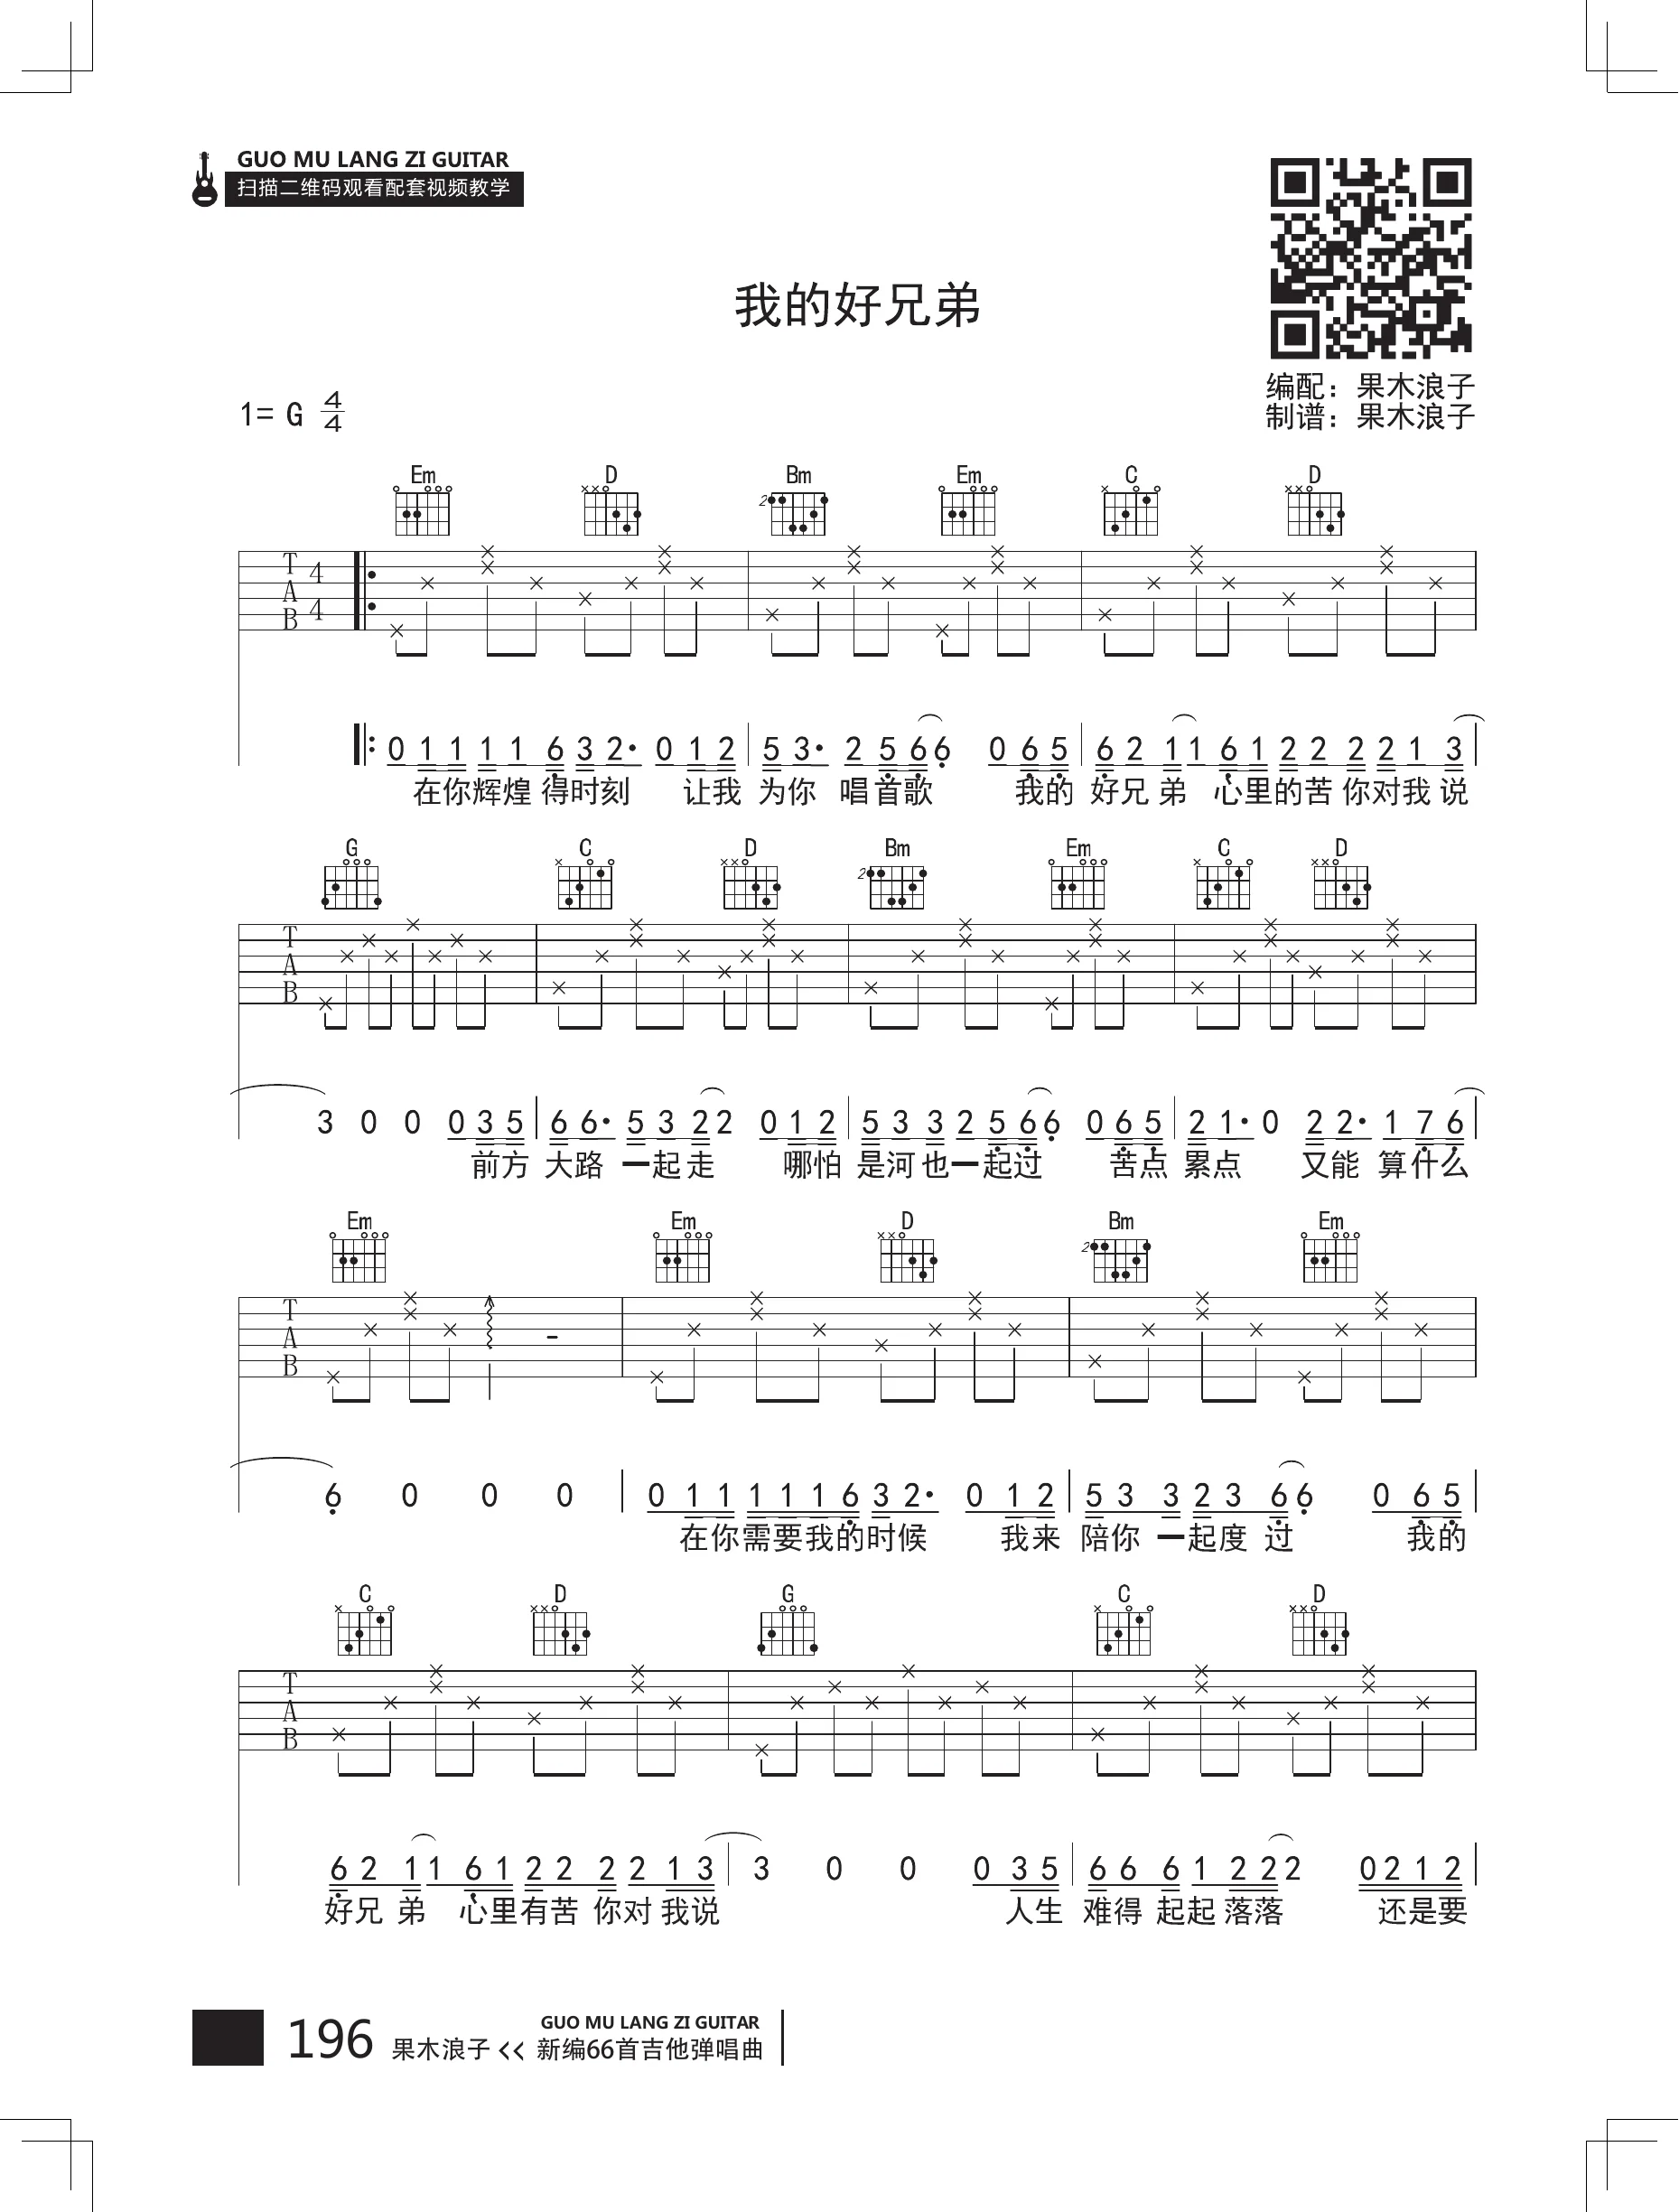 GUO MU LANG ZI GUITAR
扫描二维码观看配套视频教学
我的好兄弟
编配：果木浪子
制谱：果木浪子
1= G 4/4
Em D Bm Em C D
2
T A B 4 4
0 1 1 1 1 6 3 2· 0 1 2 5 3· 2 5 6 6 0 6 5 6 2 1 1 6 1 2 2 2 2 1 3
在你辉煌 得时刻 让我 为你 唱首歌 我的 好兄 弟 心里的苦 你对我 说
G C D Bm Em C D
2
T A B
3 0 0 0 3 5 6 6· 5 3 2 2 0 1 2 5 3 3 2 5 6 6 0 6 5 2 1· 0 2 2· 1 7 6
前方 大路 一起走 哪怕 是河也一起过 苦点 累点 又能 算什么
Em Em D Bm Em
2
T A B
6 0 0 0 0 1 1 1 1 1 6 3 2· 0 1 2 5 3 3 2 3 6 6 0 6 5
在你需要我的时候 我来 陪你 一起度 过 我的
C D G C D
T A B
6 2 1 1 6 1 2 2 2 2 1 3 3 0 0 0 3 5 6 6 6 1 2 2 2 0 2 1 2
好兄 弟 心里有苦 你对 我说 人生 难得 起起 落落 还是要
196 果木浪子 <<
GUO MU LANG ZI GUITAR
新编66首吉他弹唱曲